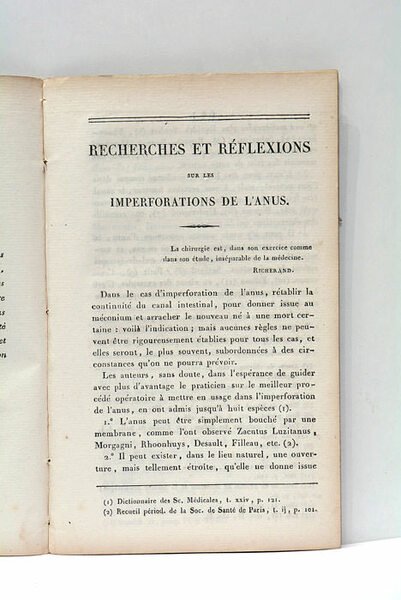 RECHERCHES ET RÉFLEXIONS
SUR LES
IMPERFORATIONS DE L'ANUS.
La chirurgie est, dans son exercice comme
dans son étude, inséparable de la médecine.
RICHERAND.
Dans le cas d'imperforation de l'anus, rétablir la
continuité du canal intestinal, pour donner issue au
méconium et arracher le nouveau né à une mort cer-
taine : voilà l'indication ; mais aucunes règles ne peu-
vent être rigoureusement établies pour tous les cas, et
elles seront, le plus souvent, subordonnées à des cir-
constances qu'on ne pourra prévoir.
Les auteurs, sans doute, dans l'espérance de guider
avec plus d'avantage le praticien sur le meilleur pro-
cédé opératoire à mettre en usage dans l'imperforation
de l'anus, en ont admis jusqu'à huit espèces (1).
1.° L'anus peut être simplement bouché par une
membrane, comme l'ont observé Zacutus Luzitanus,
Morgagni, Rhoonhuys, Desault, Filleau, etc. (2).
2.° Il peut exister, dans le lieu naturel, une ouver-
ture, mais tellement étroite, qu'elle ne donne issue
(1) Dictionnaire des Sc. Médicales, t. xxiv, p. 121.
(2) Recueil périod. de la Soc. de Santé de Paris, t. ij, p. 101.